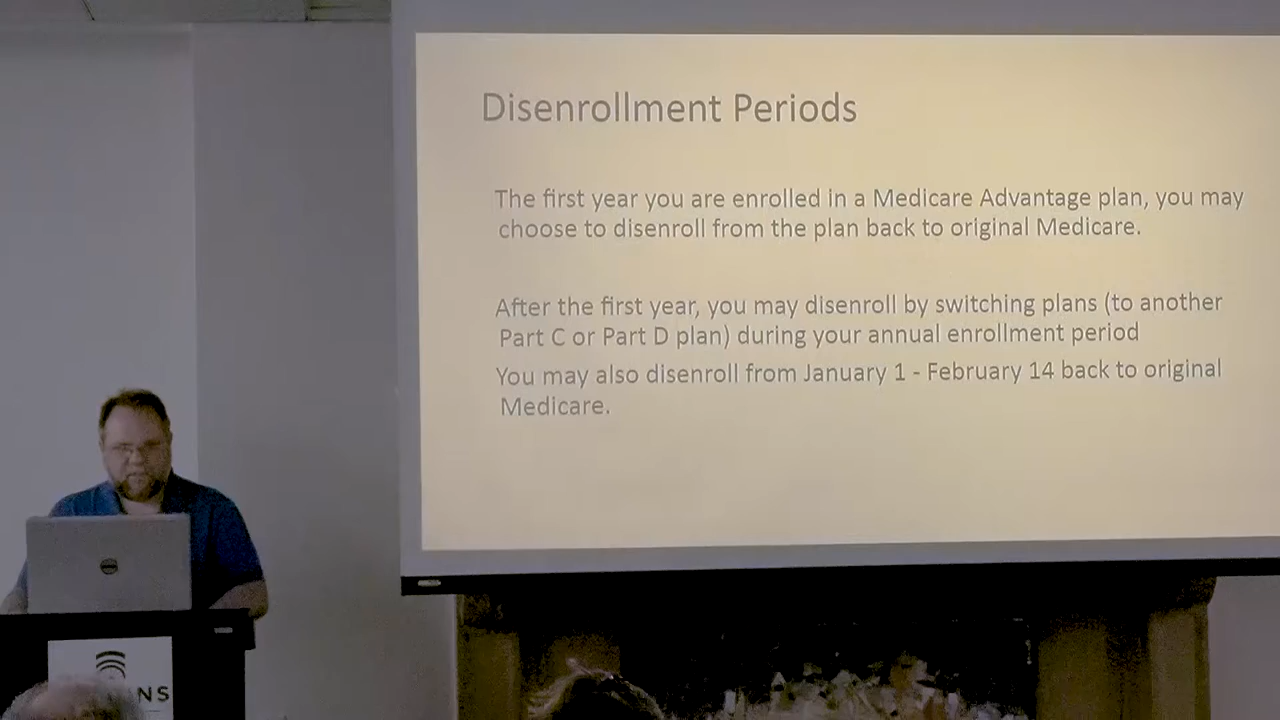 Disenrollment Periods
The first year you are enrolled in a Medicare Advantage plan, you may
choose to disenroll from the plan back to original Medicare.
After the first year, you may disenroll by switching plans (to another
Part C or Part D plan) during your annual enrollment period
You may also disenroll from January 1 - February 14 back to original
Medicare.